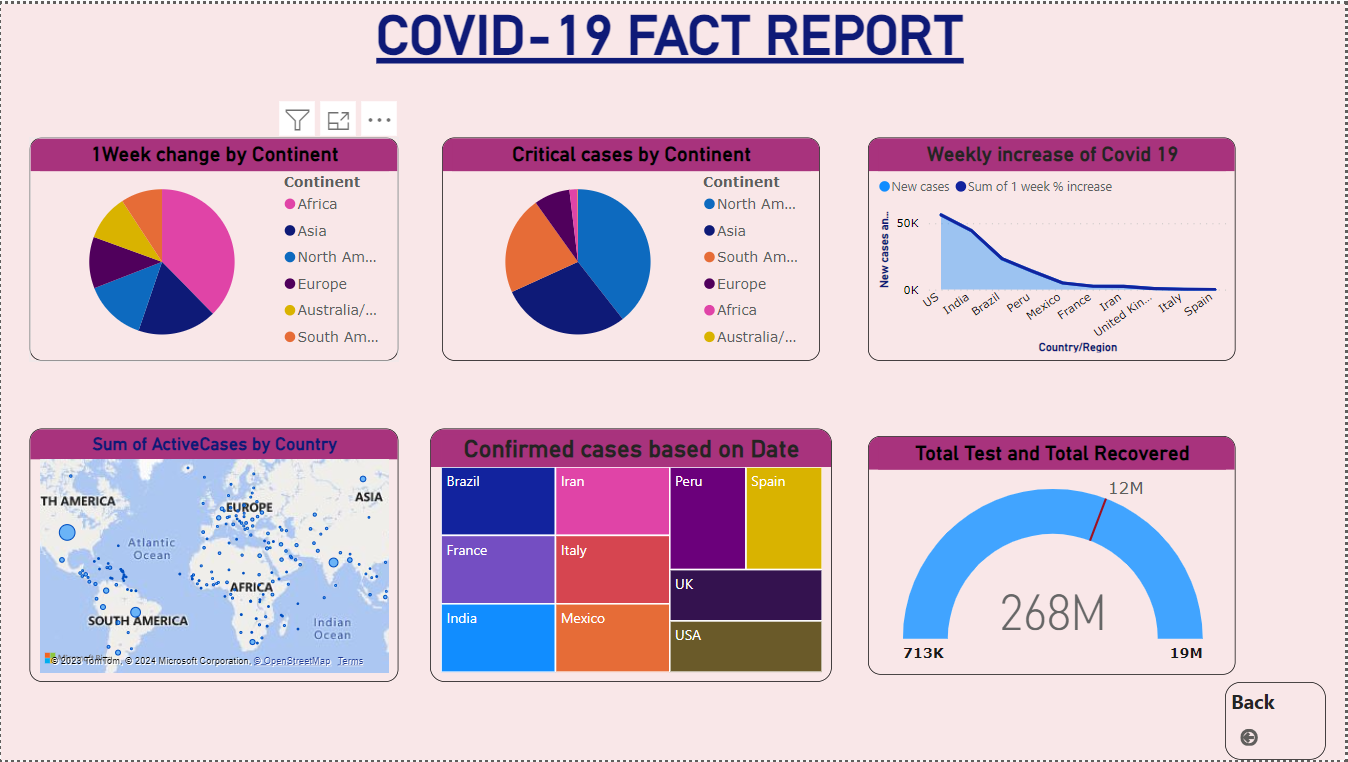 COVID-19 FACT REPORT
1Week change by Continent
Continent
Africa
Asia
North Am...
Europe
Australia/...
South Am...
Critical cases by Continent
Continent
North Am...
Asia
South Am...
Europe
Africa
Australia/...
Weekly increase of Covid 19
New cases
Sum of 1 week % increase
New cases an...
50K
0K
US
India
Brazil
Peru
Mexico
France
Iran
United Kin...
Italy
Spain
Country/Region
Sum of ActiveCases by Country
TH AMERICA
EUROPE
ASIA
Atlantic
Ocean
AFRICA
SOUTH AMERICA
Indian
Ocean
© 2023 TomTom, © 2024 Microsoft Corporation, © OpenStreetMap Terms
Confirmed cases based on Date
Brazil
Iran
Peru
Spain
France
Italy
UK
India
Mexico
USA
Total Test and Total Recovered
12M
268M
713K
19M
Back